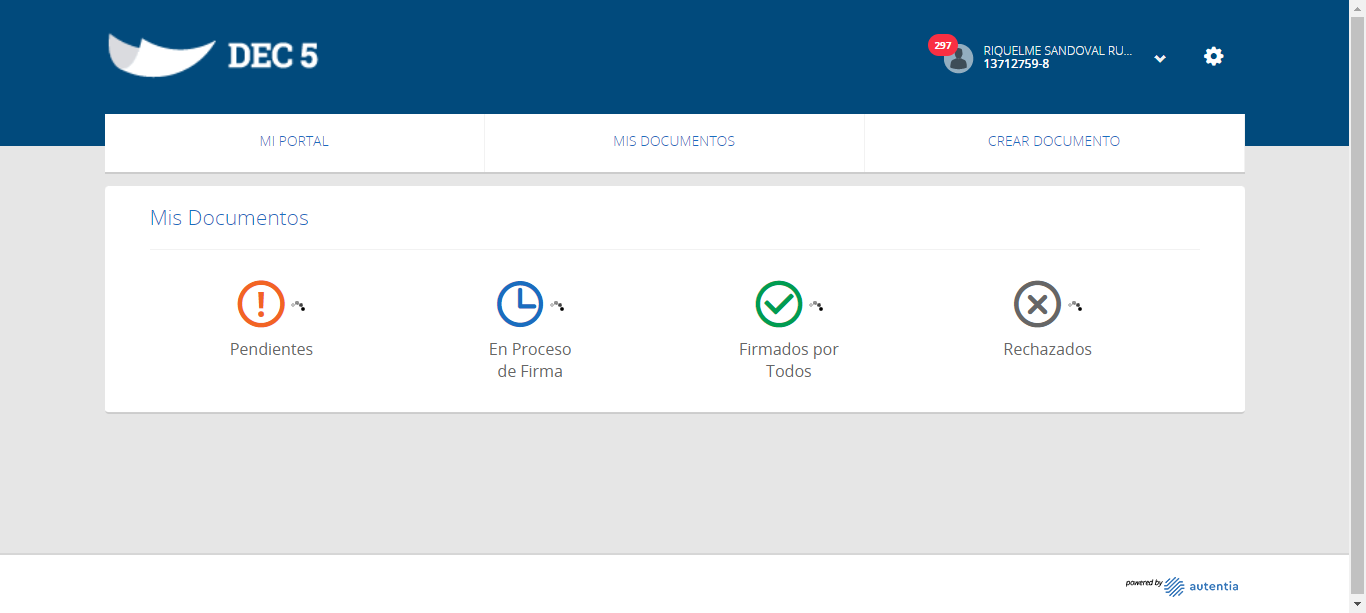 DEC 5
297
RIQUELME SANDOVAL RU...
13712759-8
MI PORTAL
MIS DOCUMENTOS
CREAR DOCUMENTO
Mis Documentos
Pendientes
En Proceso
de Firma
Firmados por
Todos
Rechazados
powered by autentia